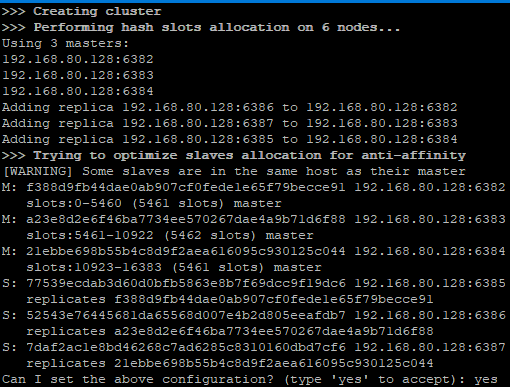 >>> Creating cluster
>>> Performing hash slots allocation on 6 nodes...
Using 3 masters:
192.168.80.128:6382
192.168.80.128:6383
192.168.80.128:6384
Adding replica 192.168.80.128:6386 to 192.168.80.128:6382
Adding replica 192.168.80.128:6387 to 192.168.80.128:6383
Adding replica 192.168.80.128:6385 to 192.168.80.128:6384
>>> Trying to optimize slaves allocation for anti-affinity
[WARNING] Some slaves are in the same host as their master
M: f388d9fb44dae0ab907cf0fede1e65f79becce91 192.168.80.128:6382
slots:0-5460 (5461 slots) master
M: a23e8d2e6f46ba7734ee570267dae4a9b71d6f88 192.168.80.128:6383
slots:5461-10922 (5462 slots) master
M: 21ebbe698b55b4c8d9f2aea616095c930125c044 192.168.80.128:6384
slots:10923-16383 (5461 slots) master
S: 77539ecdab3d60d0bfb5863e8b7f69dcc9f19dc6 192.168.80.128:6385
replicates f388d9fb44dae0ab907cf0fede1e65f79becce91
S: 52543e76445681da65568d007e4b2d805eeafdb7 192.168.80.128:6386
replicates a23e8d2e6f46ba7734ee570267dae4a9b71d6f88
S: 7daf2ac1e8bd46268c7ad6285c8310160dbd7cf6 192.168.80.128:6387
replicates 21ebbe698b55b4c8d9f2aea616095c930125c044
Can I set the above configuration? (type 'yes' to accept): yes